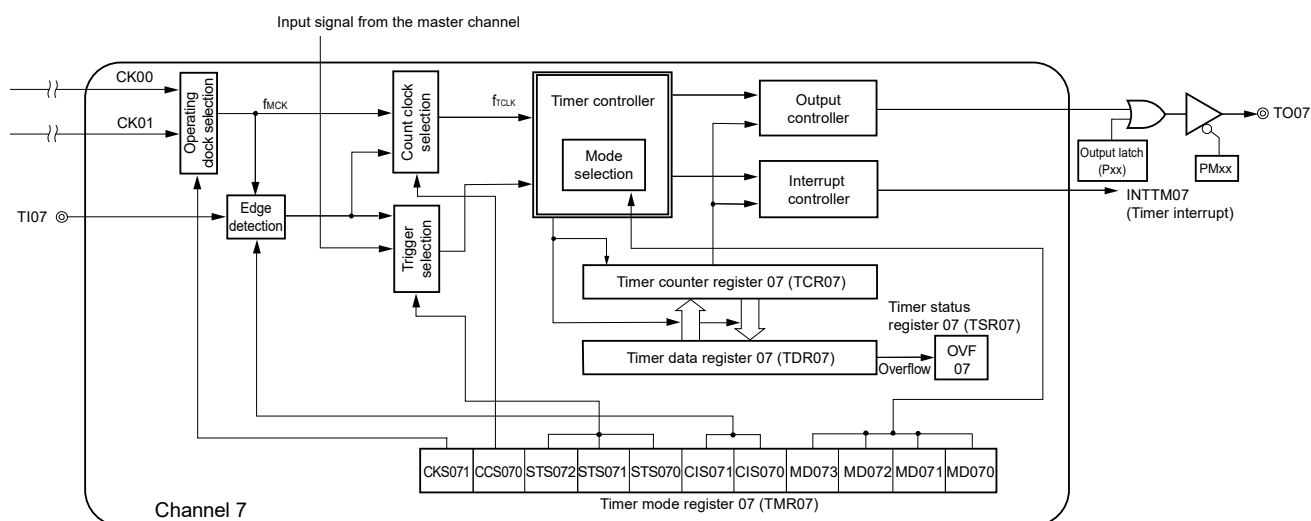 Input signal from the master channel
CK00
CK01
Operating
clock selection
fMCK
Count clock
selection
fTCLK
Timer controller
Mode
selection
Output
controller
TO07
Output latch
(Pxx)
PMxx
Interrupt
controller
INTTM07
(Timer interrupt)
TI07
Edge
detection
Trigger
selection
Timer counter register 07 (TCR07)
Timer status
register 07 (TSR07)
Timer data register 07 (TDR07)
Overflow
OVF
07
CKS071
CCS070
STS072
STS071
STS070
CIS071
CIS070
MD073
MD072
MD071
MD070
Timer mode register 07 (TMR07)
Channel 7